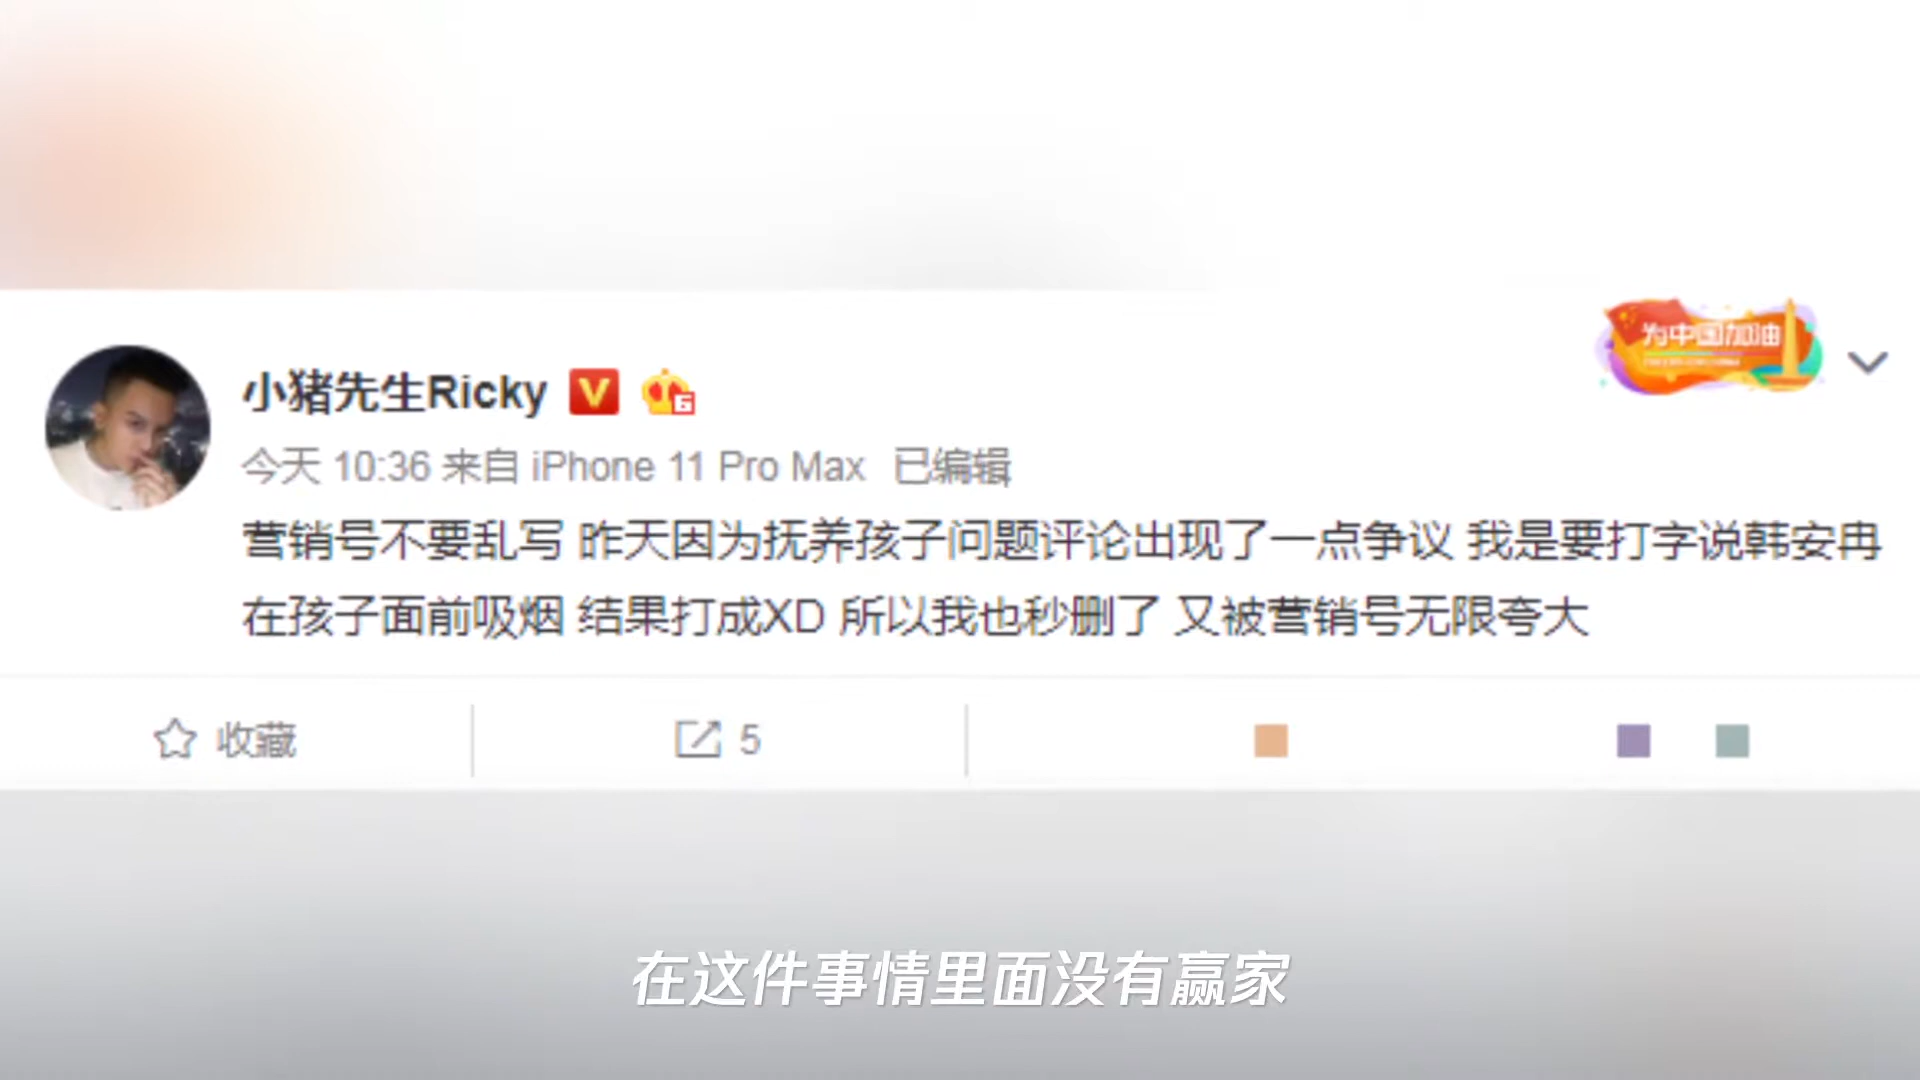 为中国加油
小猪先生Ricky
今天 10:36 来自 iPhone 11 Pro Max 已编辑
营销号不要乱写 昨天因为抚养孩子问题评论出现了一点争议 我是要打字说韩安冉
在孩子面前吸烟 结果打成XD 所以我也秒删了 又被营销号无限夸大
收藏
5
在这件事情里面没有赢家